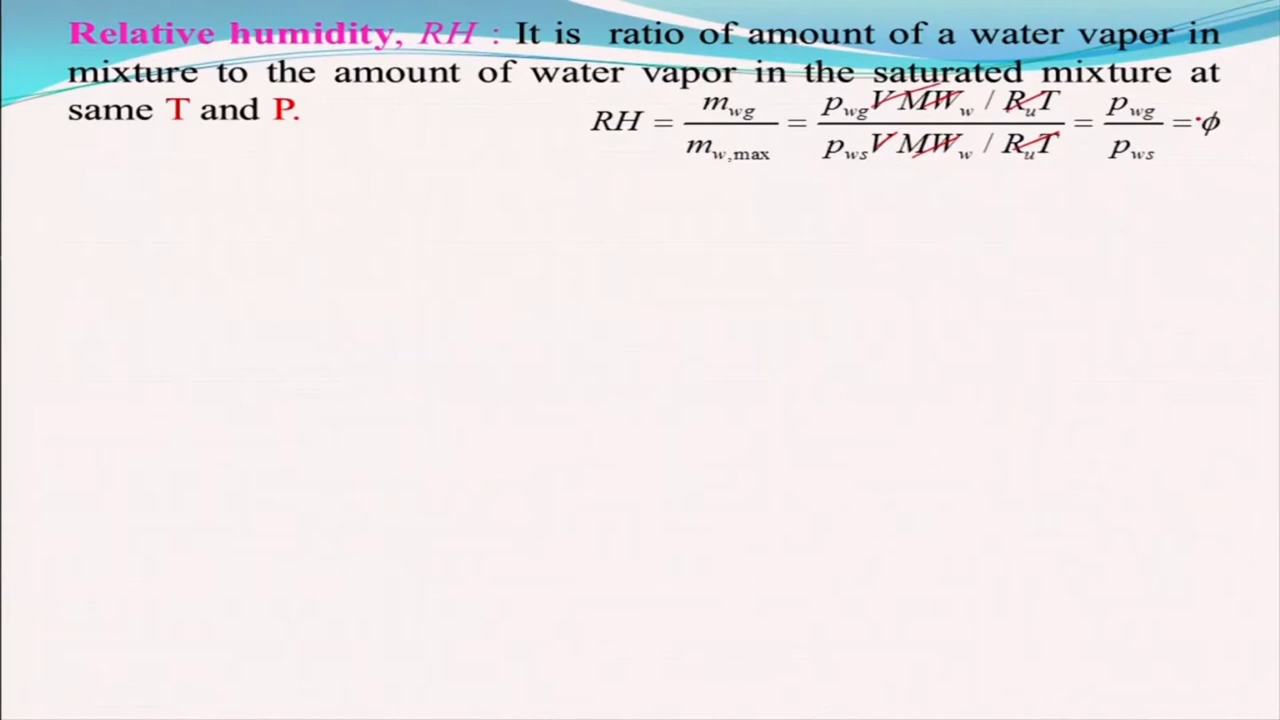 Relative humidity, RH : It is ratio of amount of a water vapor in
mixture to the amount of water vapor in the saturated mixture at
same T and P.
RH = m_wg / m_w,max = (p_wg V MW_w / R_u T) / (p_ws V MW_w / R_u T) = p_wg / p_ws = ϕ